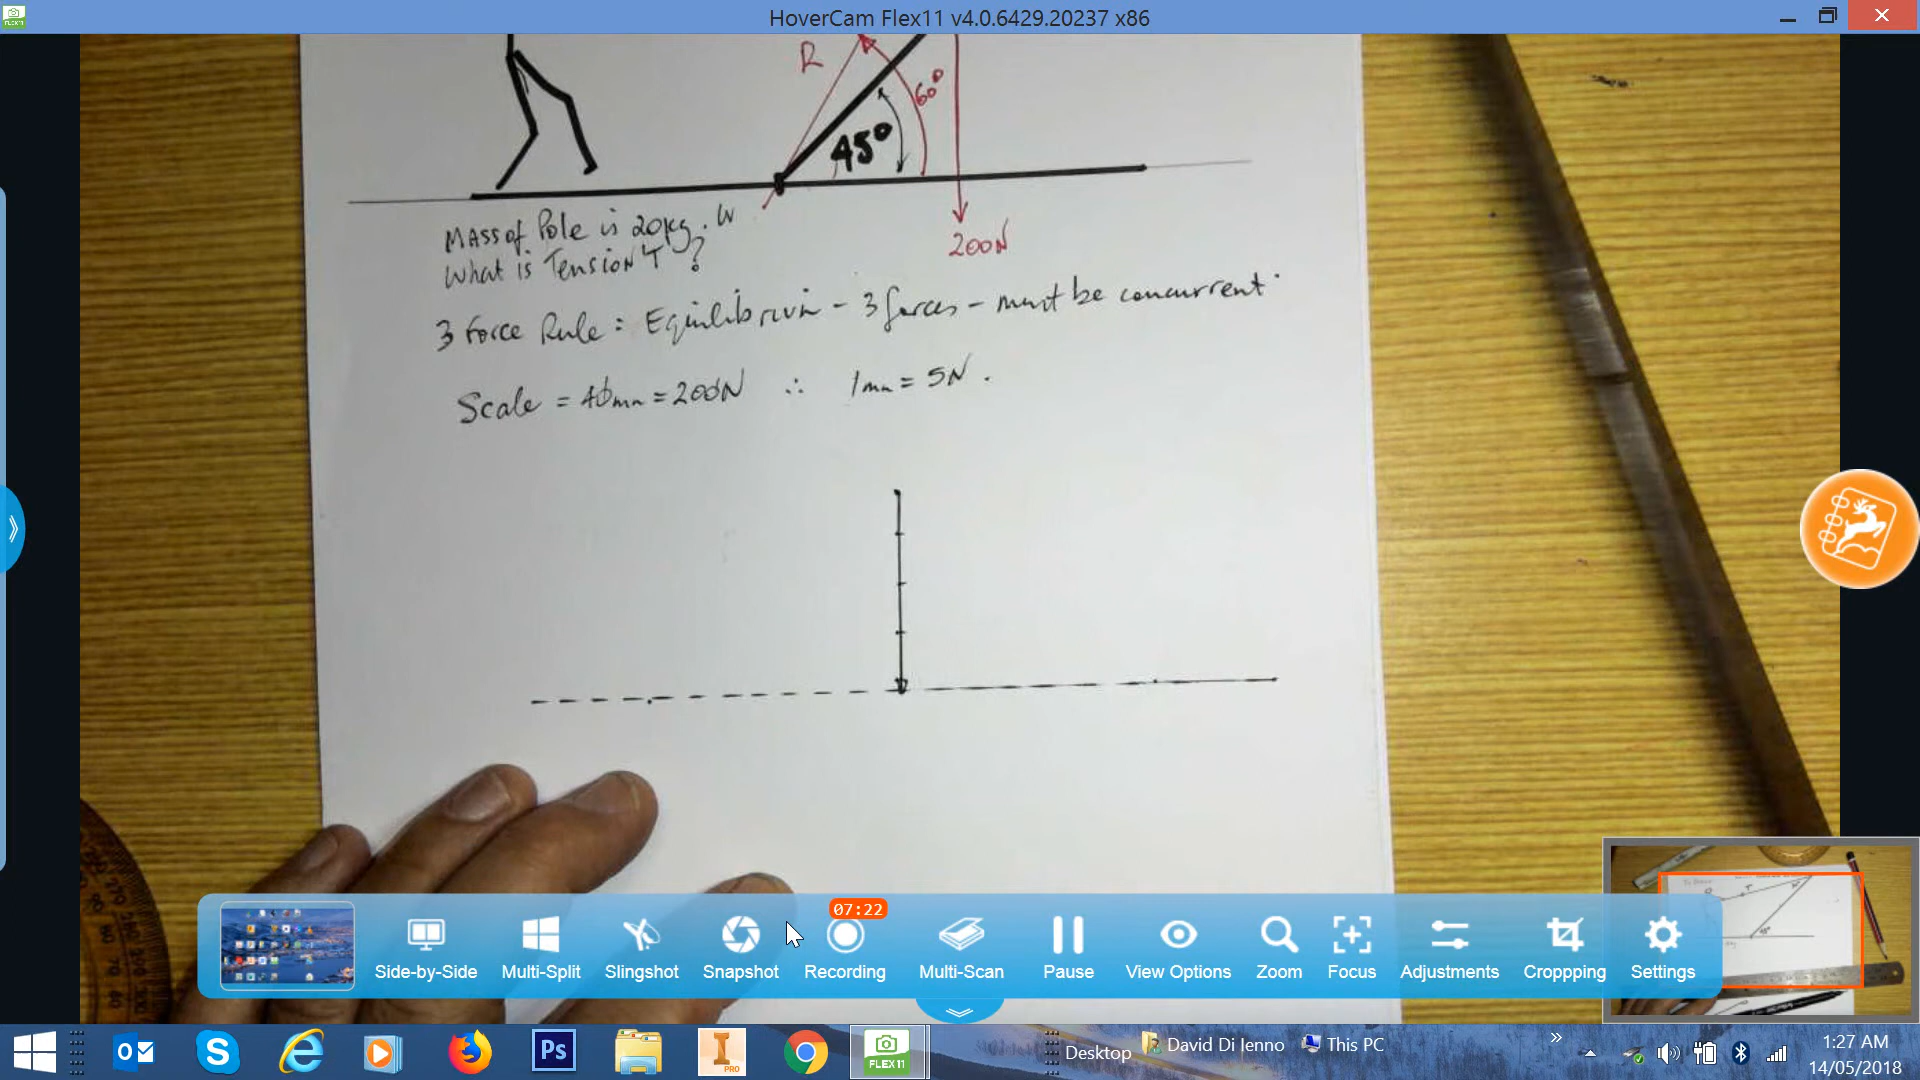 HoverCam Flex11 v4.0.6429.20237 x86
R
60°
45°
200N
Mass of Pole is 20kg. W
What is Tension T ?
3 Force Rule = Equilibrium - 3 forces - must be concurrent.
Scale = 40mm = 200N ∴ 1mm = 5N.
07:22
Side-by-Side Multi-Split Slingshot Snapshot Recording Multi-Scan Pause View Options Zoom Focus Adjustments Croppping Settings
Ps
PRO
FLEX11
Desktop
David Di Ienno
This PC
1:27 AM
14/05/2018